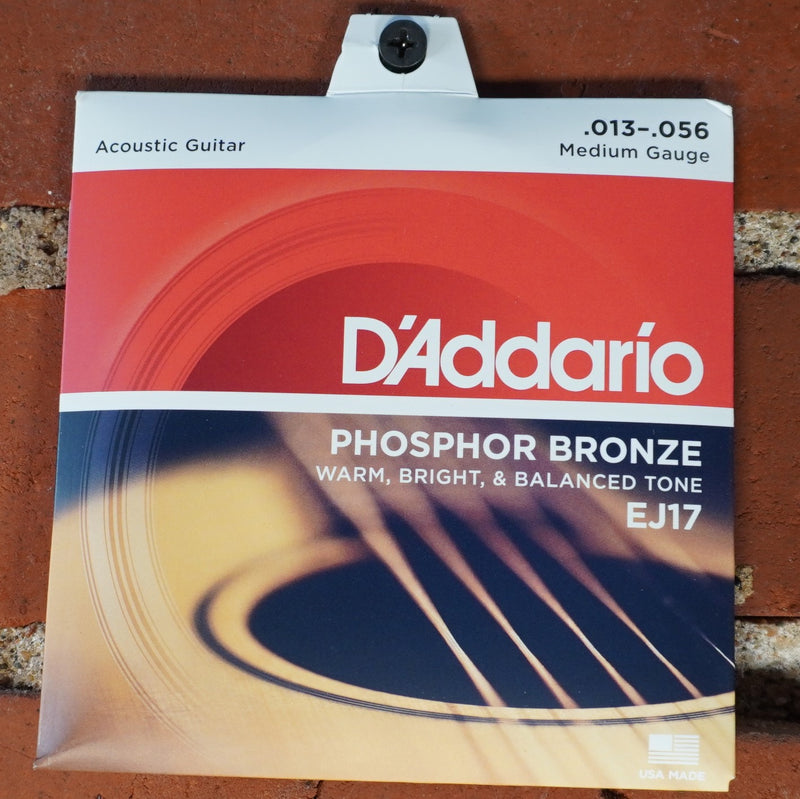 Acoustic Guitar
.013–.056
Medium Gauge
D'Addario
PHOSPHOR BRONZE
WARM, BRIGHT, & BALANCED TONE
EJ17
USA MADE